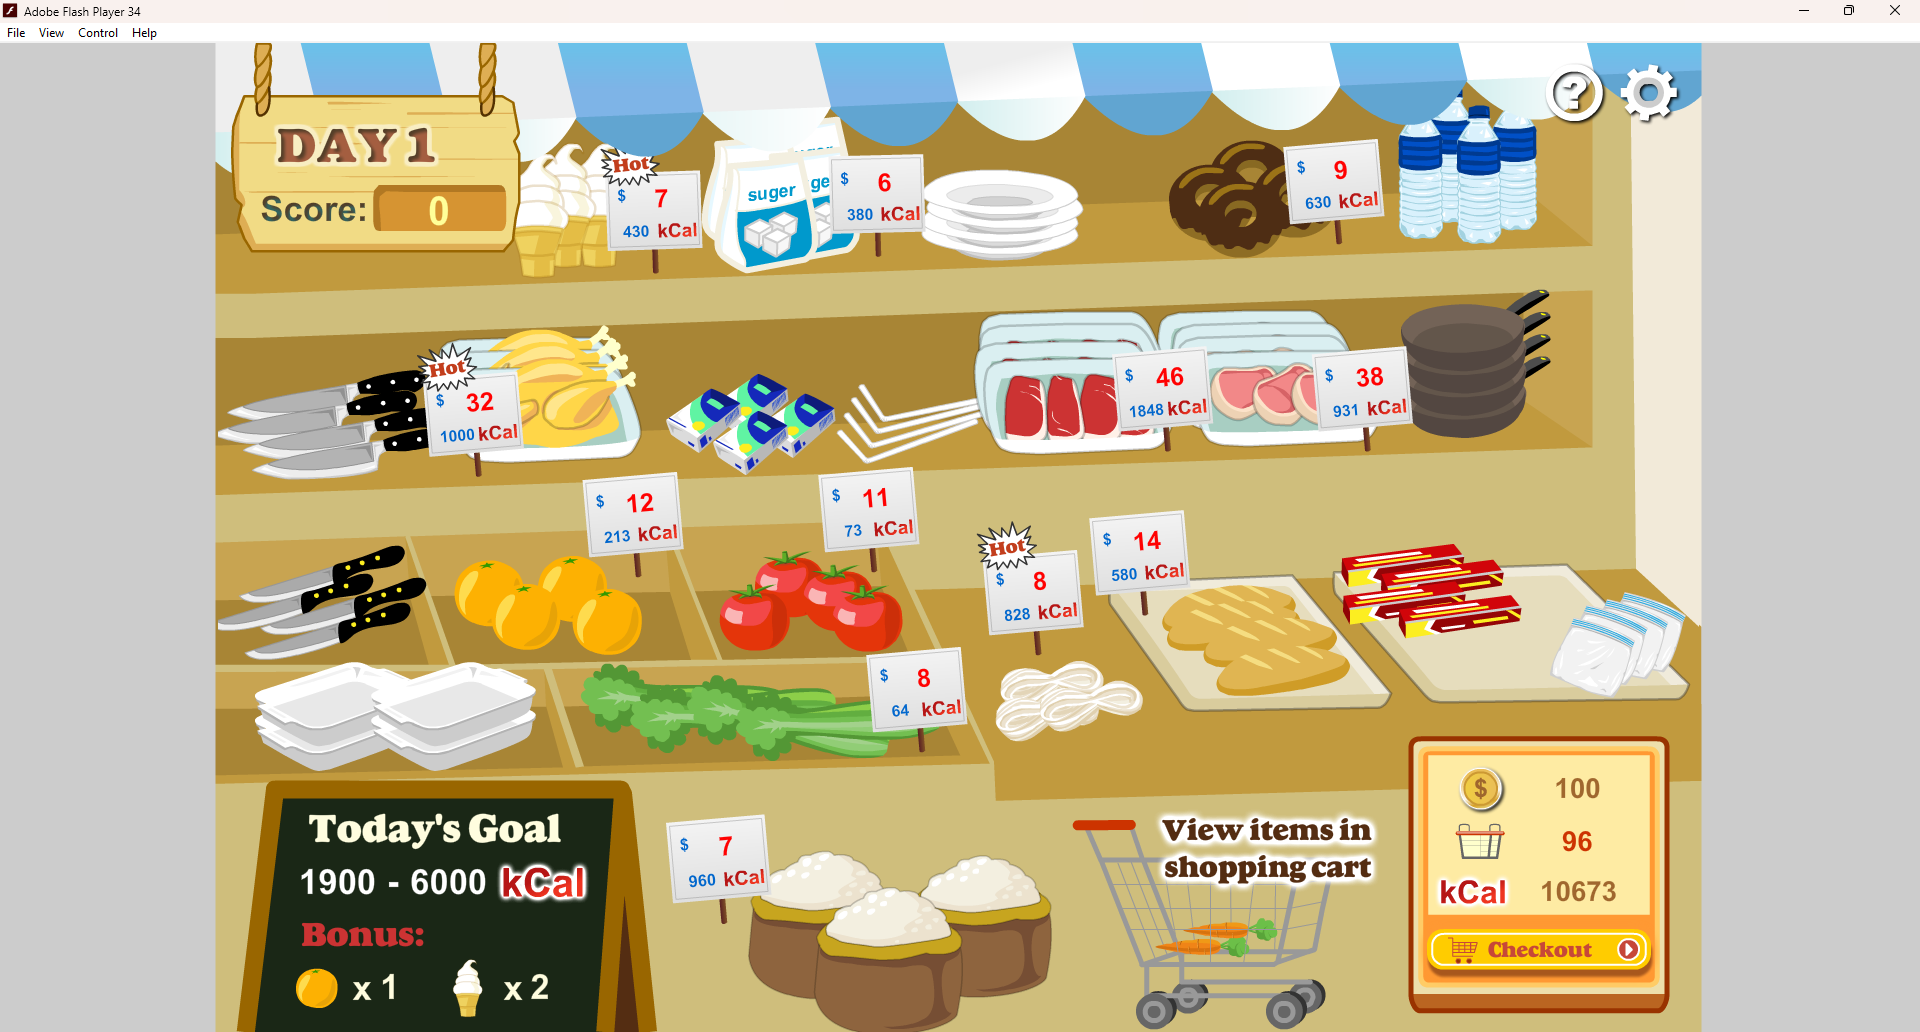 Adobe Flash Player 34
File View Control Help
DAY 1
Score: 0
Hot
$ 7
430 kCal
suger
suger
ge
$ 6
380 kCal
$ 9
630 kCal
Hot
$ 32
1000 kCal
$ 46
1848 kCal
$ 38
931 kCal
$ 12
213 kCal
$ 11
73 kCal
Hot
$ 8
828 kCal
$ 14
580 kCal
$ 8
64 kCal
Today's Goal
1900 - 6000 kCal
Bonus:
x 1
x 2
$ 7
960 kCal
View items in
shopping cart
$ 100
96
kCal 10673
Checkout